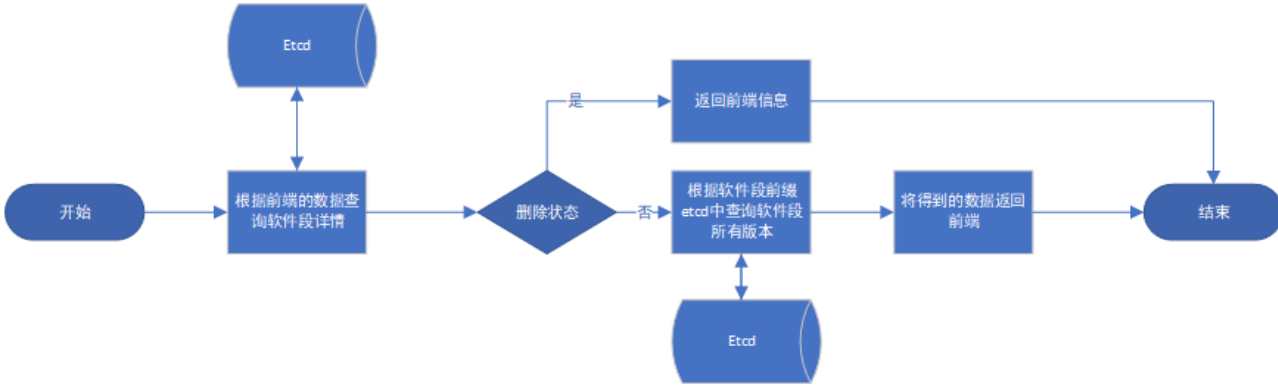 Etcd
是
返回前端信息
开始
根据前端的数据查
询软件段详情
删除状态
否
根据软件段前缀
etcd中查询软件段
所有版本
将得到的数据返回
前端
结束
Etcd